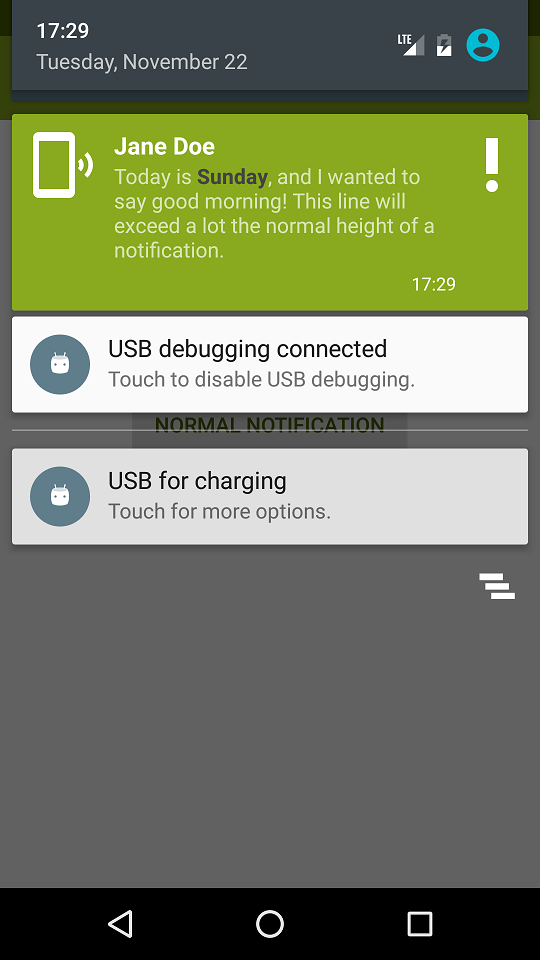 17:29
LTE
Tuesday, November 22
Jane Doe
Today is Sunday, and I wanted to
say good morning! This line will
exceed a lot the normal height of a
notification.
17:29
USB debugging connected
Touch to disable USB debugging.
NORMAL NOTIFICATION
USB for charging
Touch for more options.